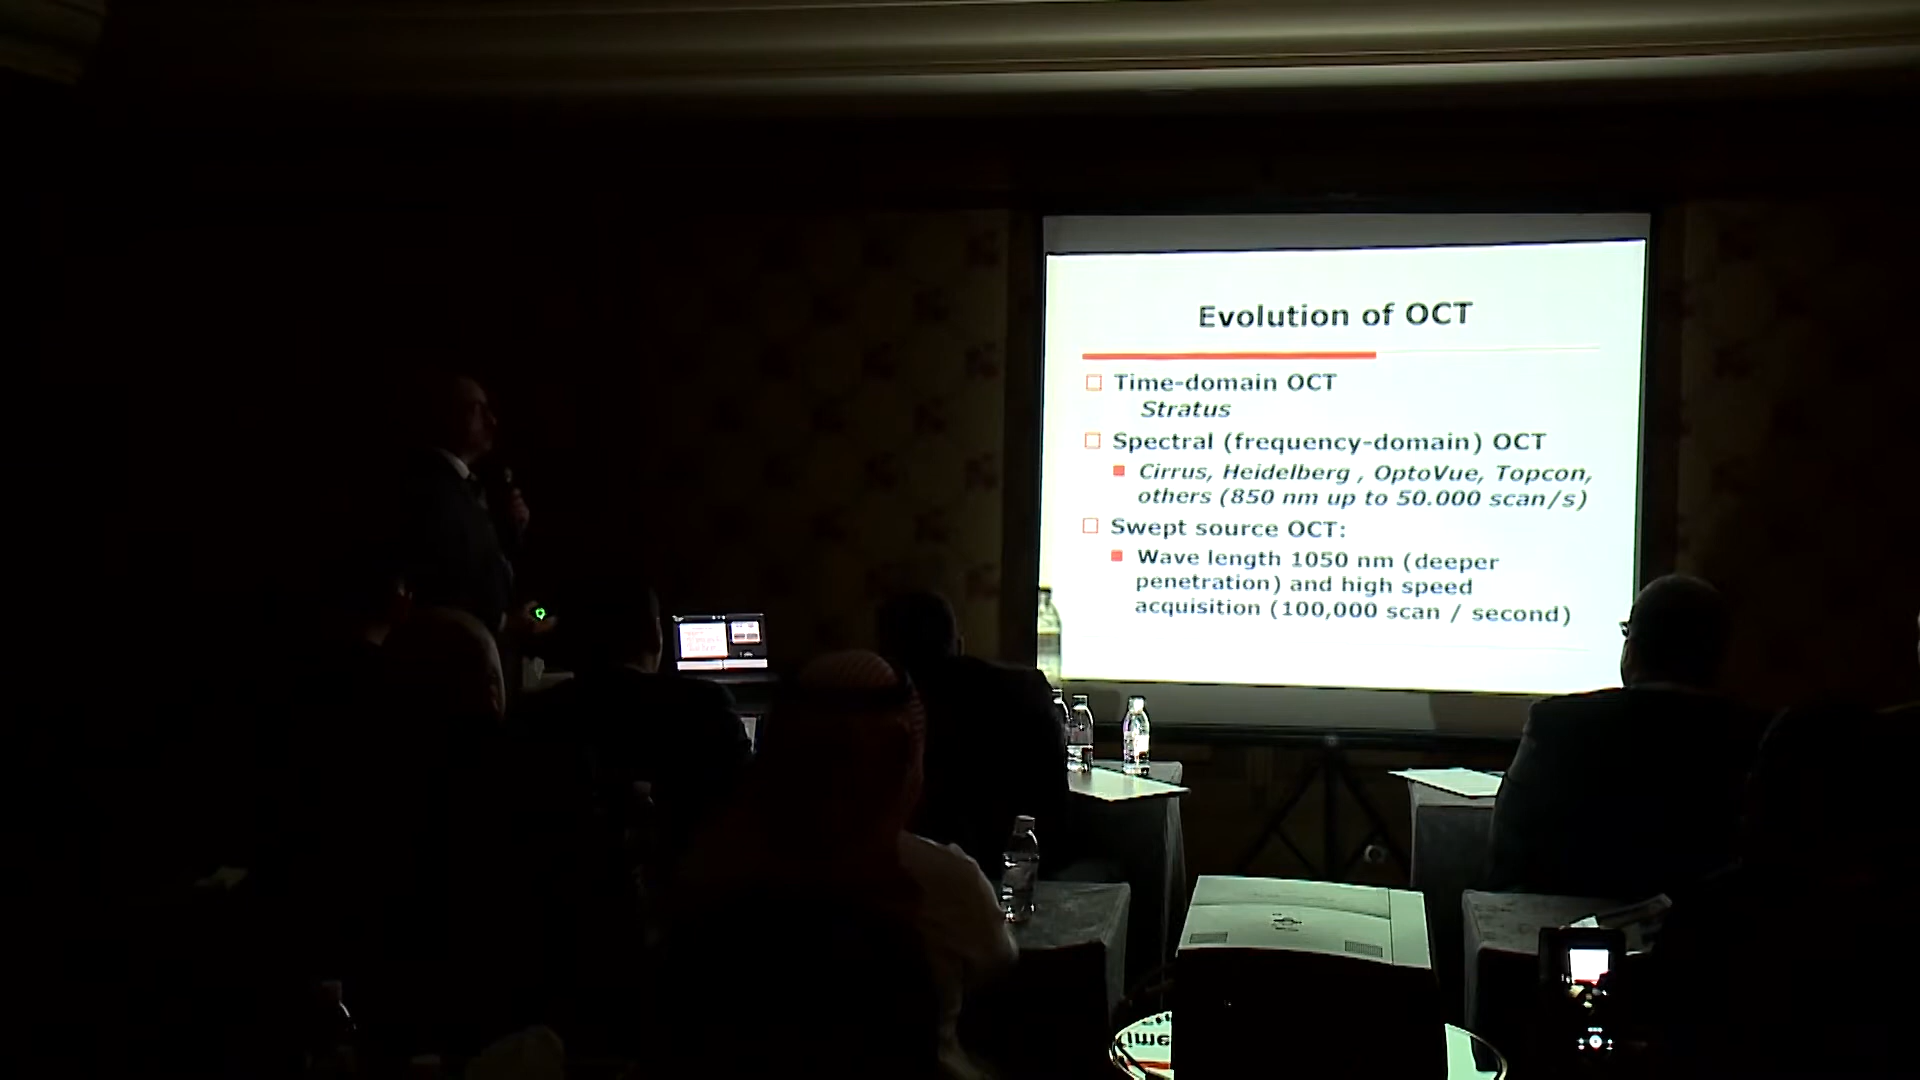 Evolution of OCT
Time-domain OCT
Stratus
Spectral (frequency-domain) OCT
Cirrus, Heidelberg , OptoVue, Topcon,
others (850 nm up to 50.000 scan/s)
Swept source OCT:
Wave length 1050 nm (deeper
penetration) and high speed
acquisition (100,000 scan / second)